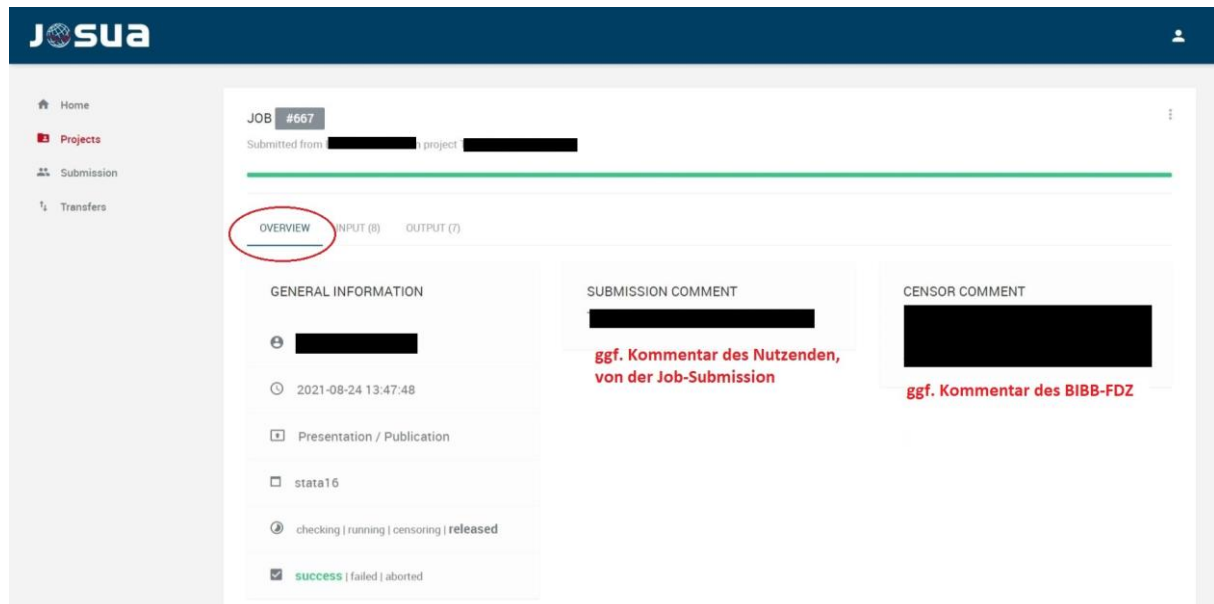 JOSUA
Home
Projects
Submission
Transfers
JOB #667
Submitted from project
OVERVIEW INPUT (8) OUTPUT (7)
GENERAL INFORMATION
2021-08-24 13:47:48
Presentation / Publication
stata16
checking | running | censoring | released
success | failed | aborted
SUBMISSION COMMENT
ggf. Kommentar des Nutzenden,
von der Job-Submission
CENSOR COMMENT
ggf. Kommentar des BIBB-FDZ